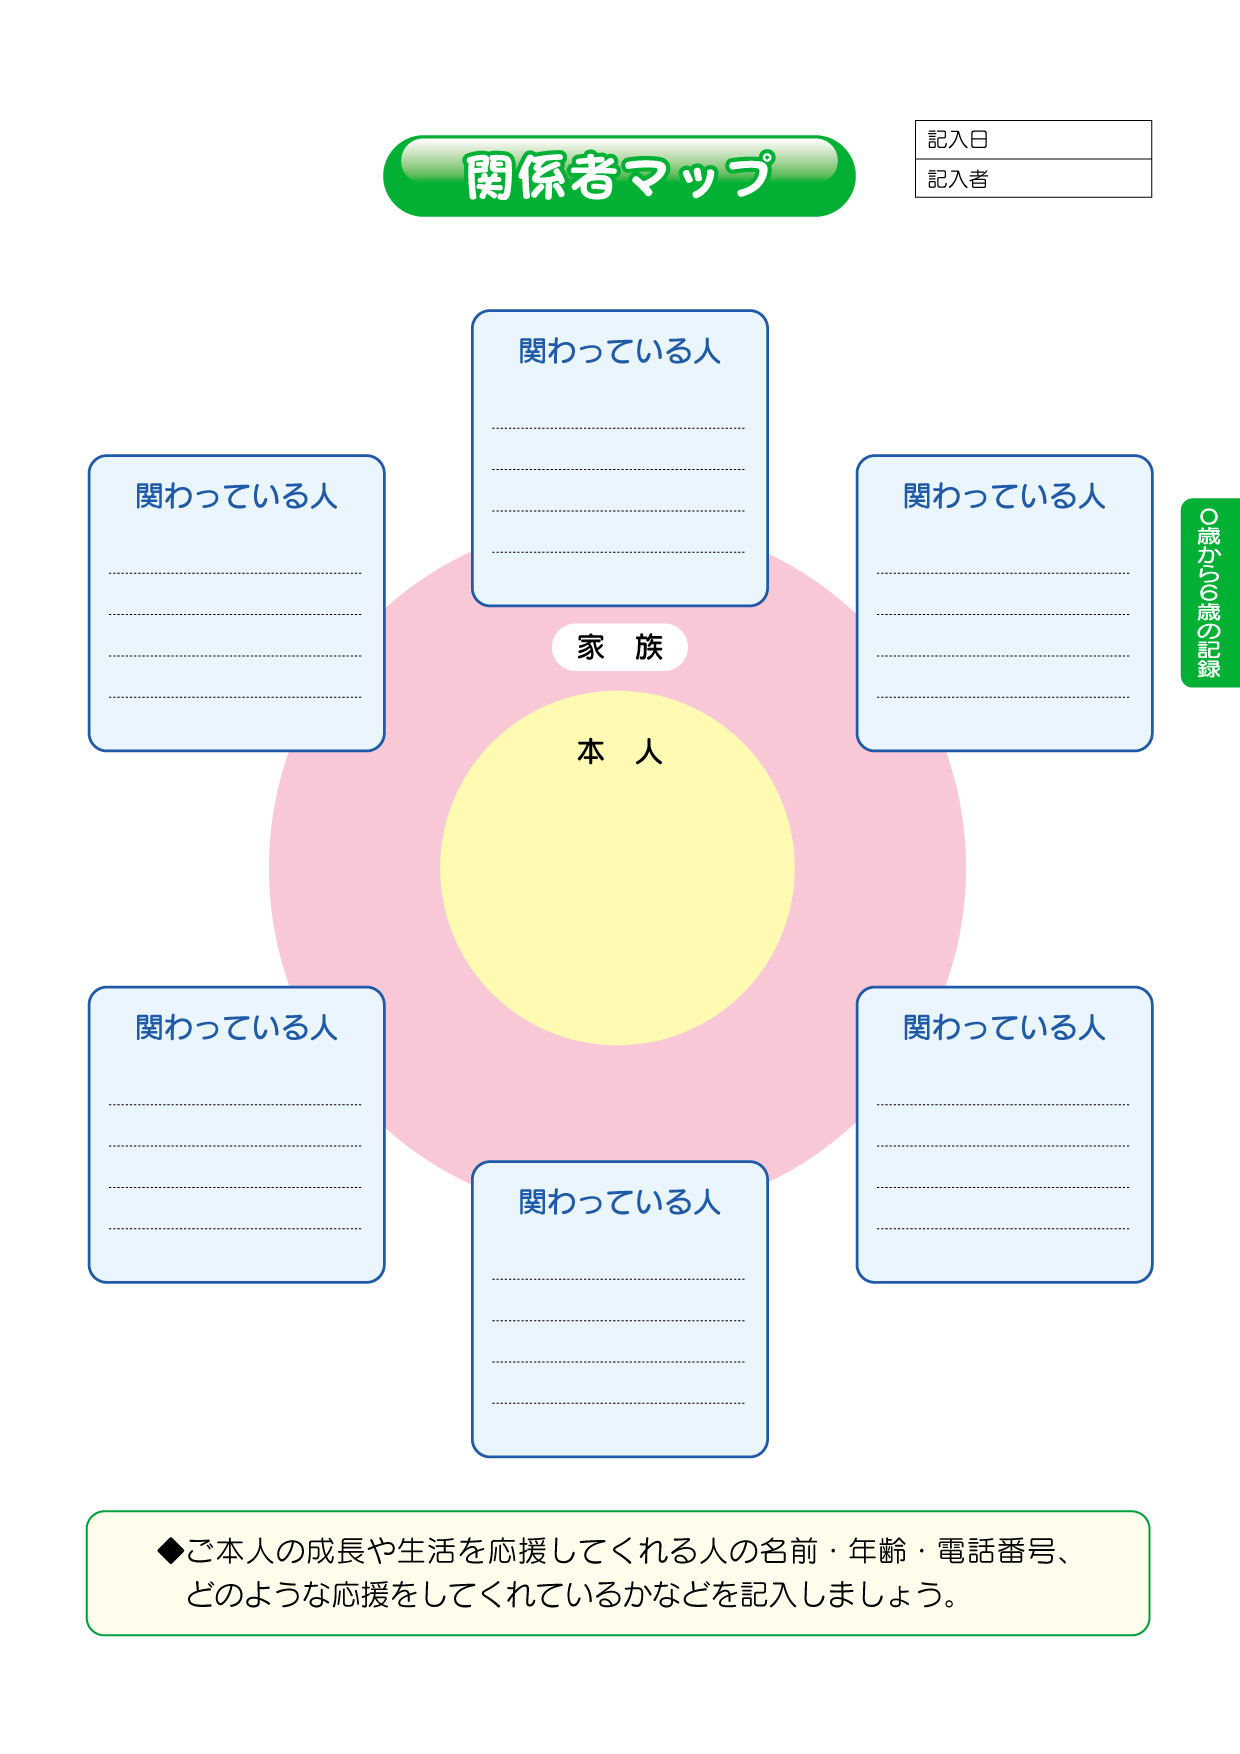 関係者マップ
記入日
記入者
関わっている人
関わっている人
関わっている人
〇歳から6歳の記録
家　族
本　人
関わっている人
関わっている人
関わっている人
◆ご本人の成長や生活を応援してくれる人の名前・年齢・電話番号、
どのような応援をしてくれているかなどを記入しましょう。